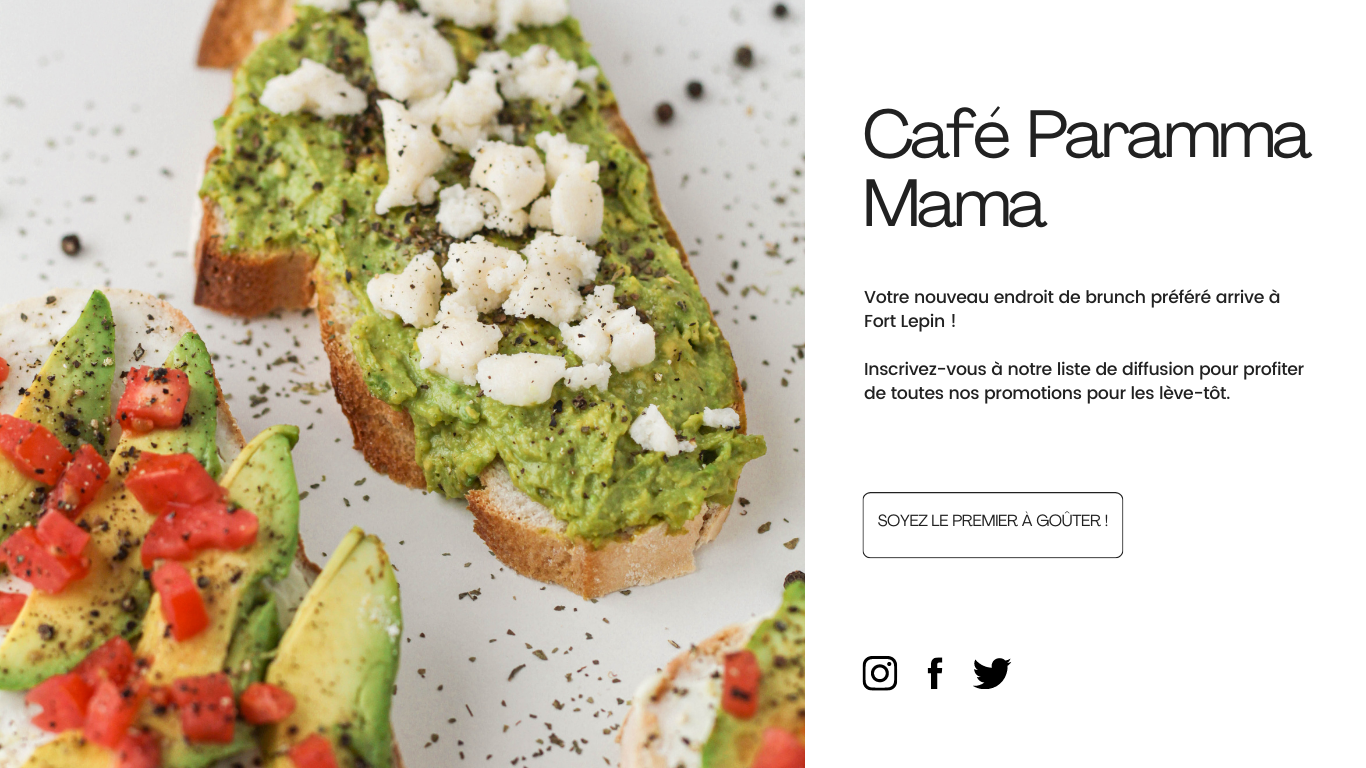 Café Paramma
Mama
Votre nouveau endroit de brunch préféré arrive à
Fort Lepin !
Inscrivez-vous à notre liste de diffusion pour profiter
de toutes nos promotions pour les lève-tôt.
SOYEZ LE PREMIER À GOÛTER !